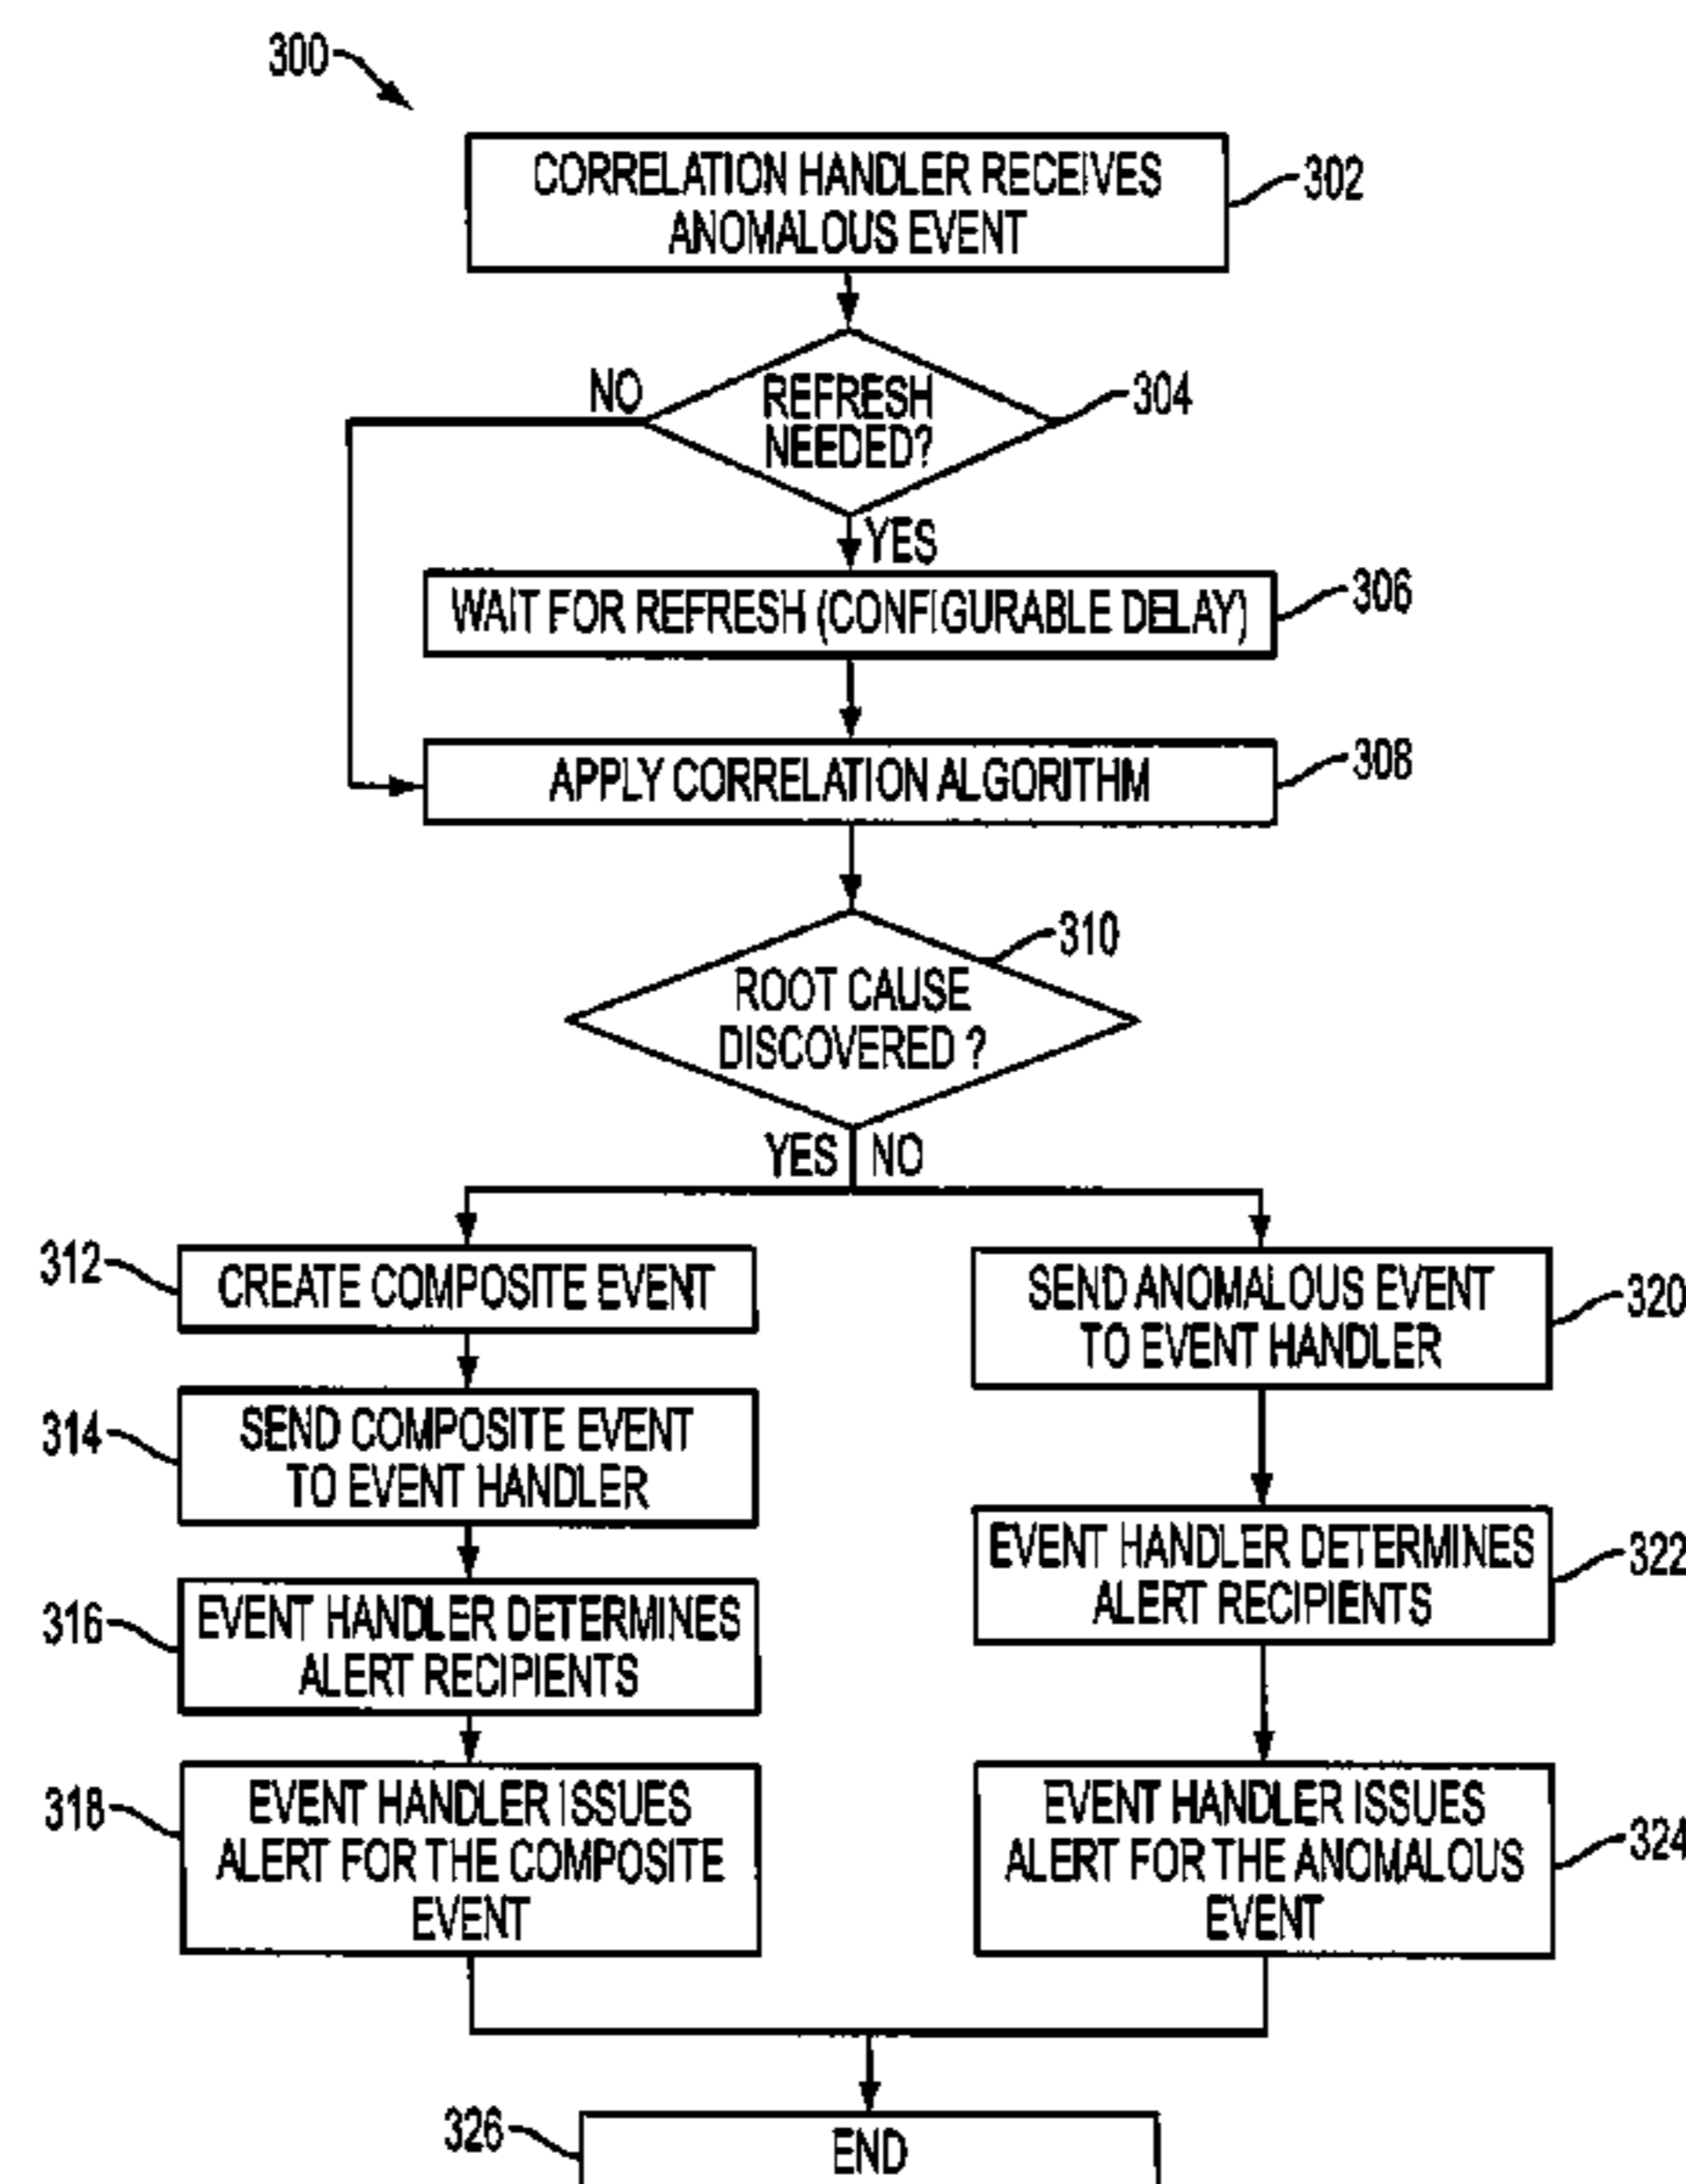 300
CORRELATION HANDLER RECEIVES
ANOMALOUS EVENT
302
NO
REFRESH
NEEDED?
304
YES
WAIT FOR REFRESH (CONFIGURABLE DELAY)
306
APPLY CORRELATION ALGORITHM
308
310
ROOT CAUSE
DISCOVERED ?
YES NO
312
CREATE COMPOSITE EVENT
314
SEND COMPOSITE EVENT
TO EVENT HANDLER
316
EVENT HANDLER DETERMINES
ALERT RECIPIENTS
318
EVENT HANDLER ISSUES
ALERT FOR THE COMPOSITE
EVENT
SEND ANOMALOUS EVENT
TO EVENT HANDLER
320
EVENT HANDLER DETERMINES
ALERT RECIPIENTS
322
EVENT HANDLER ISSUES
ALERT FOR THE ANOMALOUS
EVENT
324
326
END